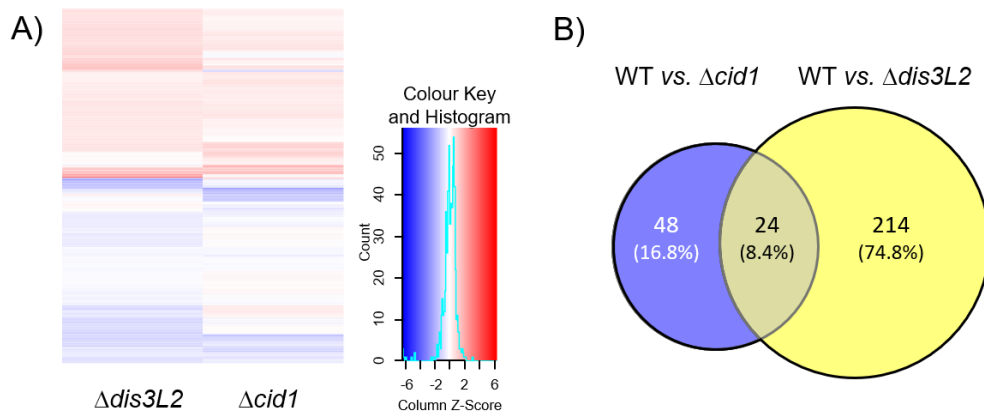 A)
Δdis3L2
Δcid1
Colour Key
and Histogram
Count
50
40
30
20
10
0
-6 -2 2 6
Column Z-Score
B)
WT vs. Δcid1
WT vs. Δdis3L2
48
(16.8%)
24
(8.4%)
214
(74.8%)